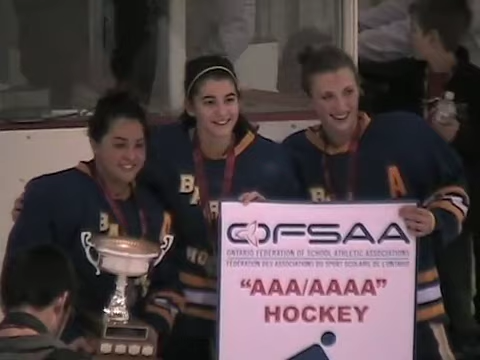 OFSAA
ONTARIO FEDERATION OF SCHOOL ATHLETIC ASSOCIATIONS
FÉDÉRATION DES ASSOCIATIONS DU SPORT SCOLAIRE DE L'ONTARIO
"AAA/AAAA"
HOCKEY
A